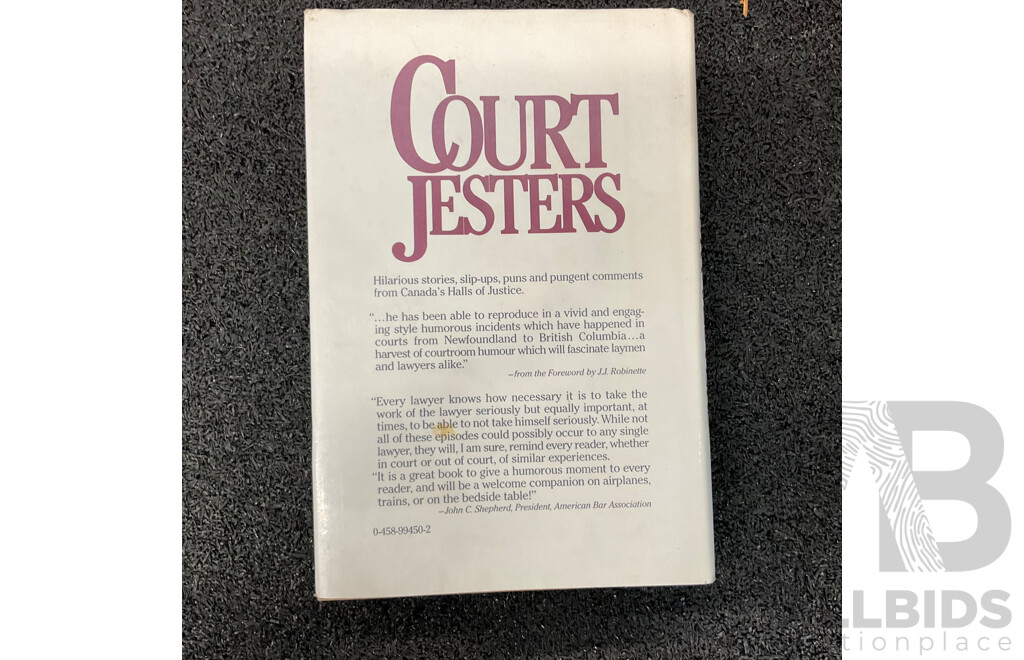 COURT
JESTERS
Hilarious stories, slip-ups, puns and pungent comments
from Canada's Halls of Justice.
“...he has been able to reproduce in a vivid and engag-
ing style humorous incidents which have happened in
courts from Newfoundland to British Columbia...a
harvest of courtroom humour which will fascinate laymen
and lawyers alike.”
–from the Foreword by J.J. Robinette
“Every lawyer knows how necessary it is to take the
work of the lawyer seriously but equally important, at
times, to be able to not take himself seriously. While not
all of these episodes could possibly occur to any single
lawyer, they will, I am sure, remind every reader, whether
in court or out of court, of similar experiences.
“It is a great book to give a humorous moment to every
reader, and will be a welcome companion on airplanes,
trains, or on the bedside table!”
–John C. Shepherd, President, American Bar Association
0-458-99450-2
B
LLBIDS
tionplace